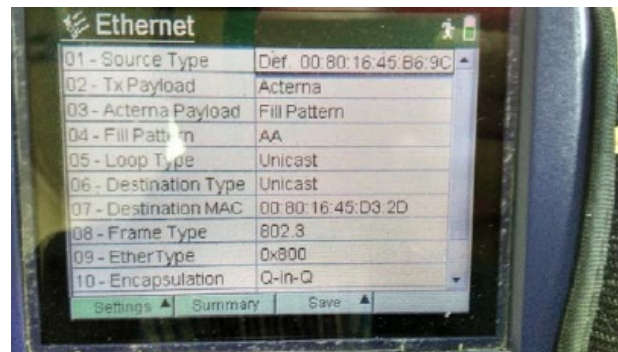 Ethernet
01 - Source Type Def. 00:80:16:45:B6:9C
02 - Tx Payload Acterna
03 - Acterna Payload Fill Pattern
04 - Fill Pattern AA
05 - Loop Type Unicast
06 - Destination Type Unicast
07 - Destination MAC 00:80:16:45:D3:2D
08 - Frame Type 802.3
09 - EtherType 0x800
10 - Encapsulation Q-in-Q
Settings Summary Save